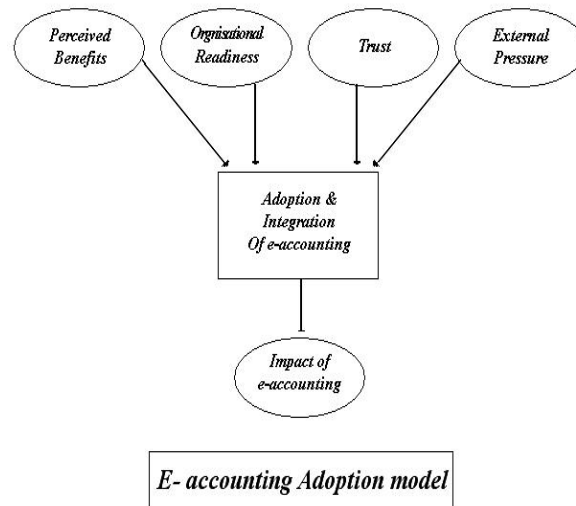 Perceived
Benefits
Orgnisational
Readiness
Trust
External
Pressure
Adoption &
Integration
Of e-accounting
Impact of
e-accounting
E- accounting Adoption model